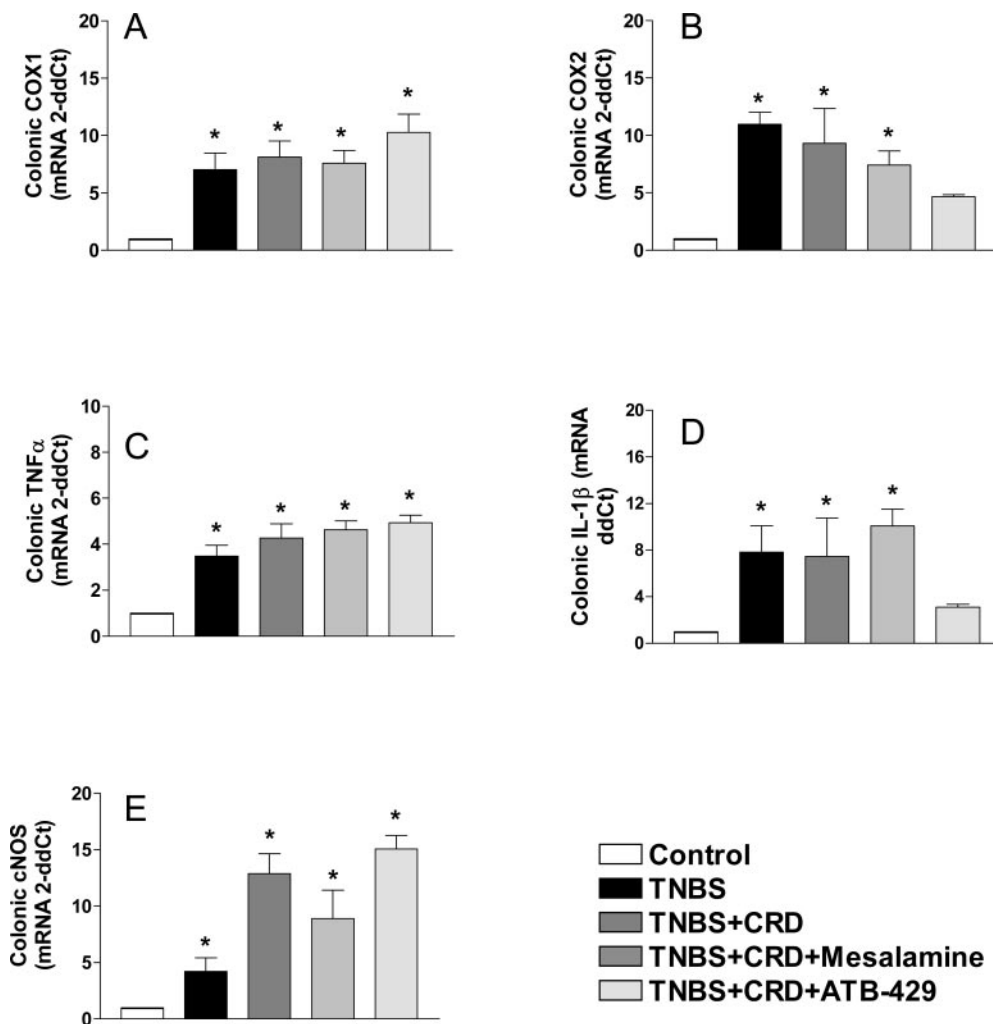 A
Colonic COX1
(mRNA 2-ddCt)
20
15
10
5
0
*
*
*
*
B
Colonic COX2
(mRNA 2-ddCt)
20
15
10
5
0
*
*
*
C
Colonic TNFα
(mRNA 2-ddCt)
10
8
6
4
2
0
*
*
*
*
D
Colonic IL-1β (mRNA
ddCt)
20
16
12
8
4
0
*
*
*
E
Colonic cNOS
(mRNA 2-ddCt)
20
15
10
5
0
*
*
*
*
Control
TNBS
TNBS+CRD
TNBS+CRD+Mesalamine
TNBS+CRD+ATB-429